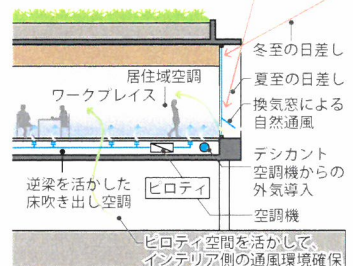 冬至の日差し
居住域空調
夏至の日差し
ワークプレイス
換気窓による
自然通風
デシカント
空調機からの
外気導入
逆梁を活かした
床吹き出し空調
ピロティ
空調機
ピロティ空間を活かして、
インテリア側の通風環境確保